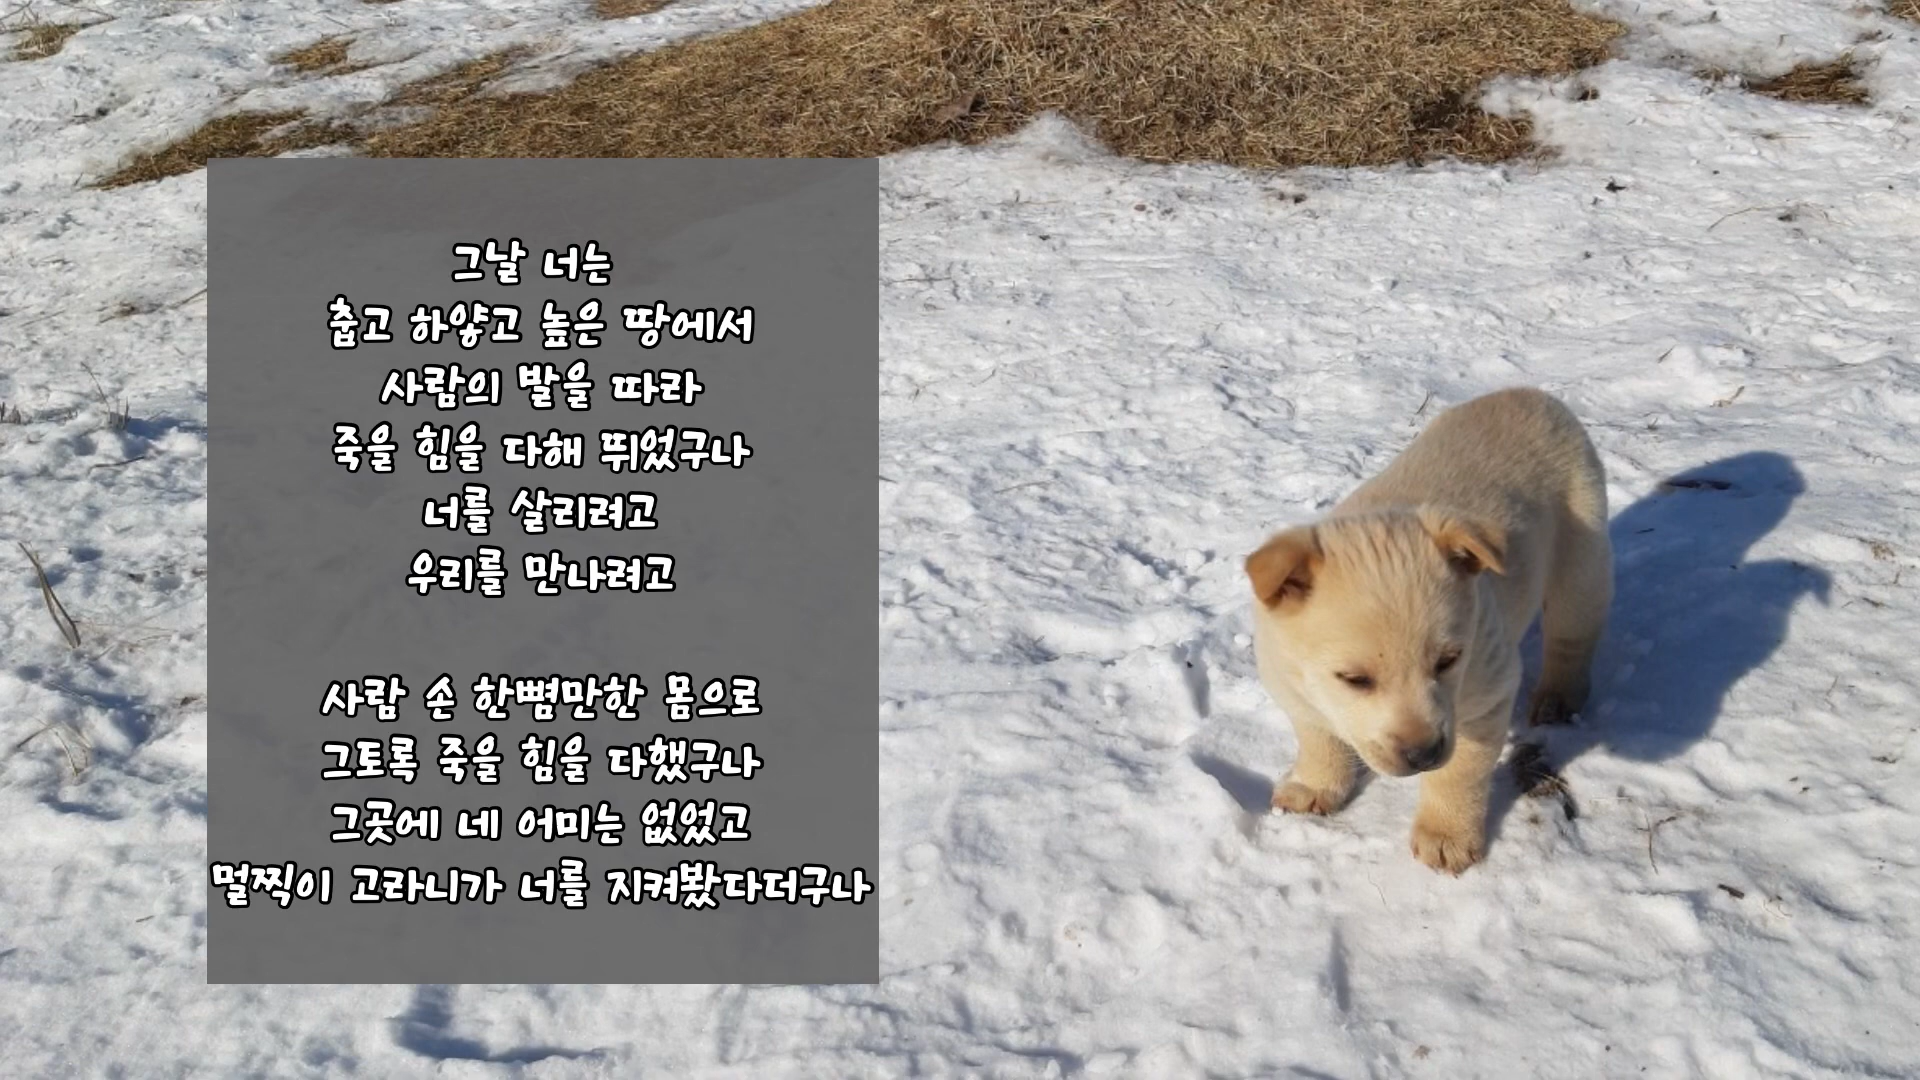 그날 너는
춥고 하얗고 높은 땅에서
사람의 발을 따라
죽을 힘을 다해 뛰었구나
너를 살리려고
우리를 만나려고
사람 손 한뼘만한 몸으로
그토록 죽을 힘을 다했구나
그곳에 네 어미는 없었고
멀찍이 고라니가 너를 지켜봤다더구나